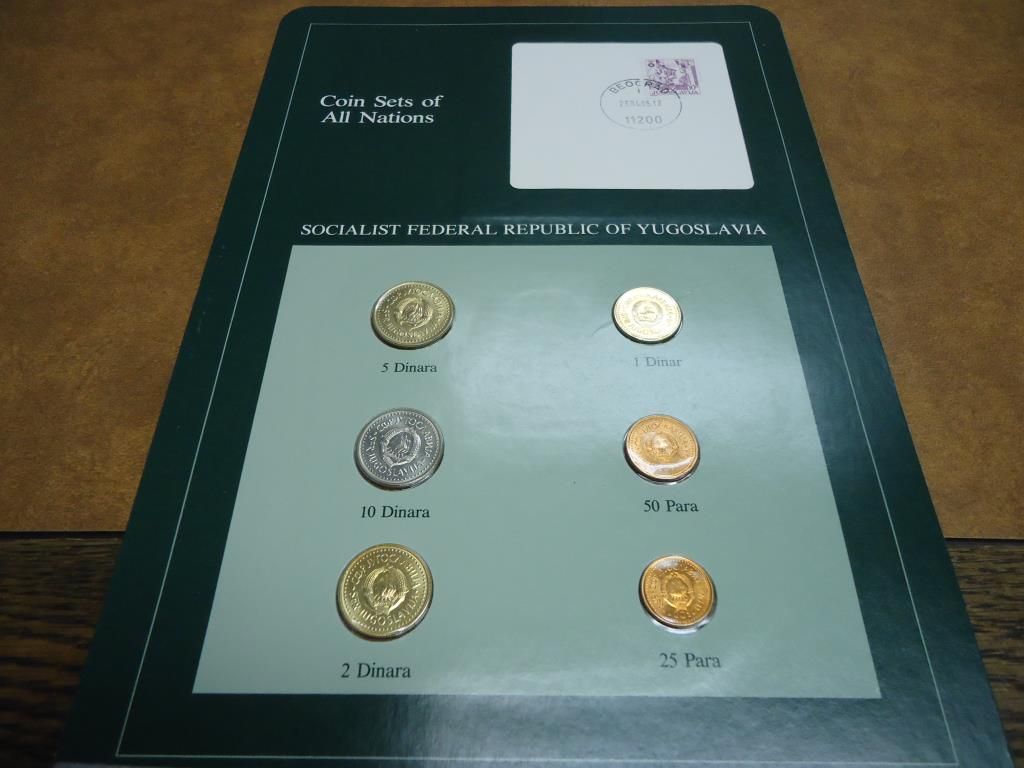 Coin Sets of
All Nations
BEOGRAD
1
11200
JUGOSLAVIJA
SOCIALIST FEDERAL REPUBLIC OF YUGOSLAVIA
5 Dinara
1 Dinar
10 Dinara
50 Para
2 Dinara
25 Para